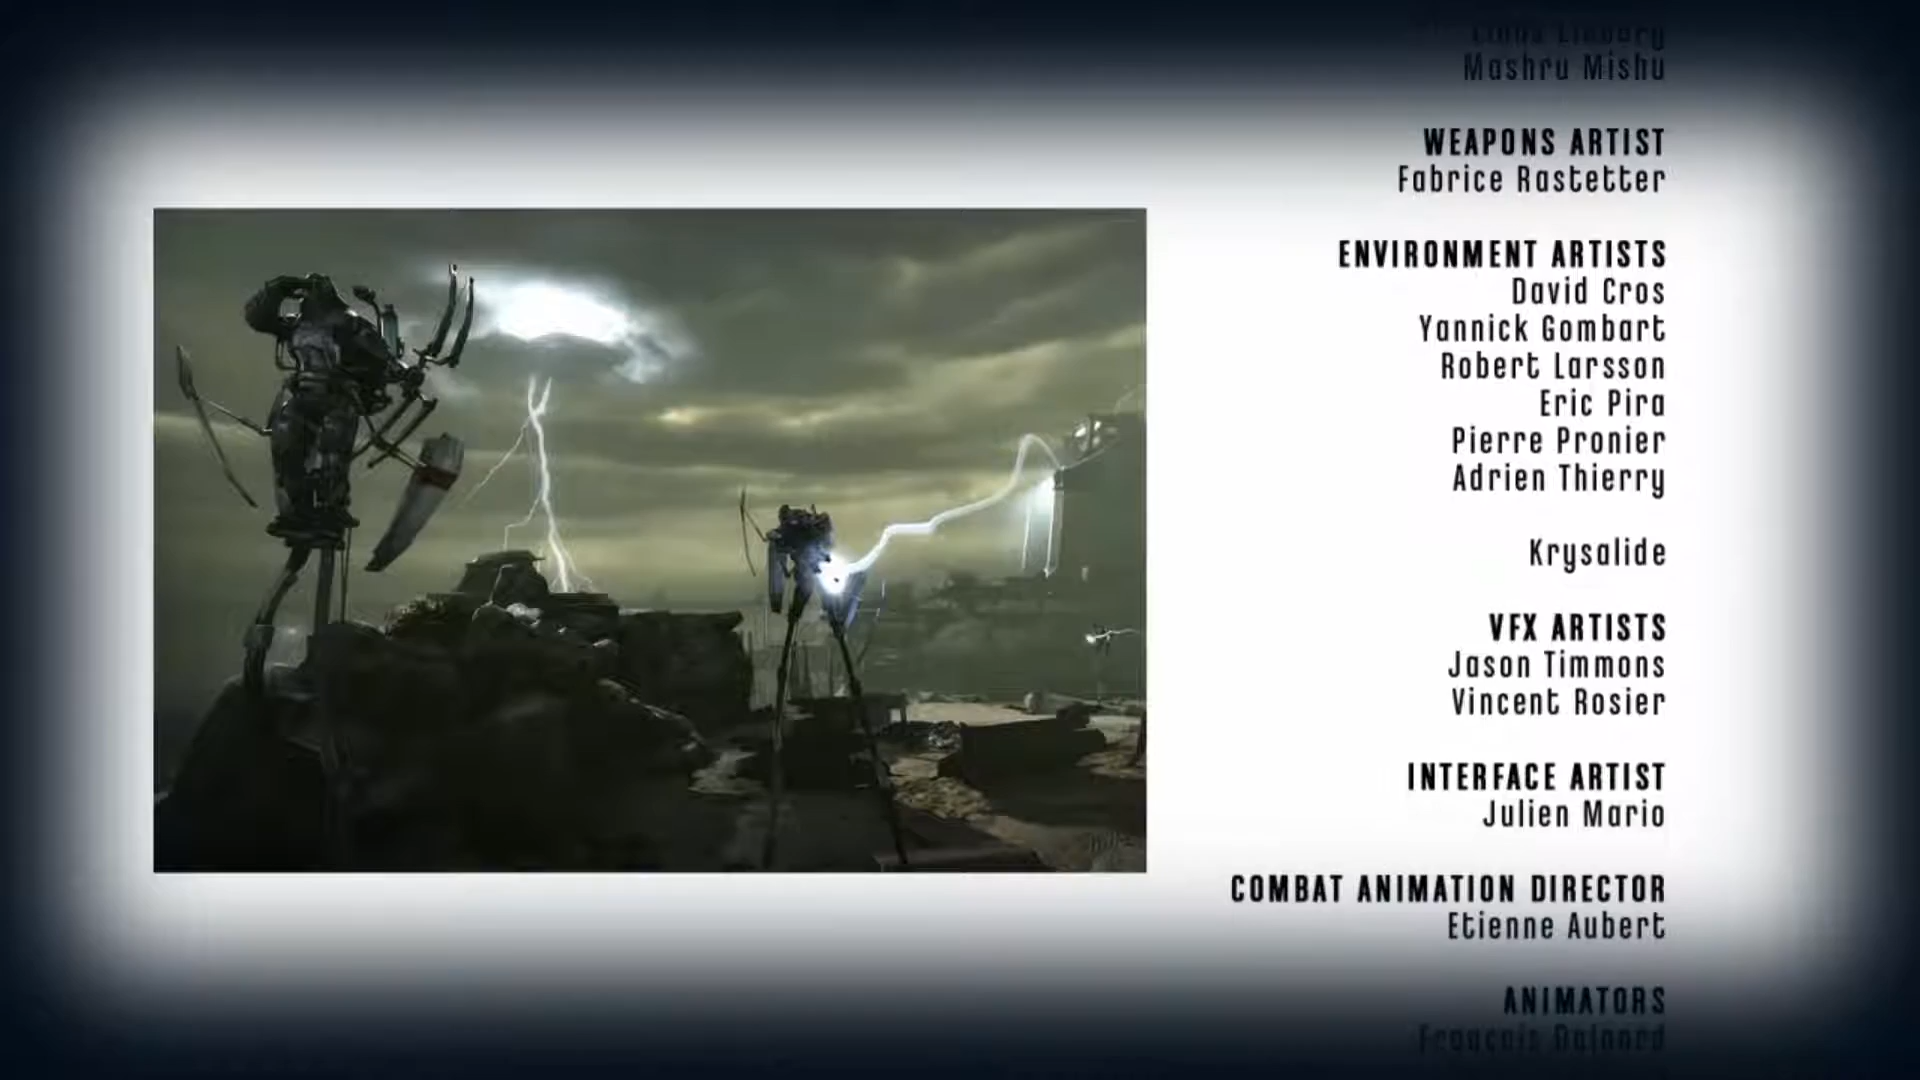 Mashru Mishu
WEAPONS ARTIST
Fabrice Rastetter
ENVIRONMENT ARTISTS
David Cros
Yannick Gombart
Robert Larsson
Eric Pira
Pierre Pronier
Adrien Thierry
Krysalide
VFX ARTISTS
Jason Timmons
Vincent Rosier
INTERFACE ARTIST
Julien Mario
COMBAT ANIMATION DIRECTOR
Etienne Aubert
ANIMATORS